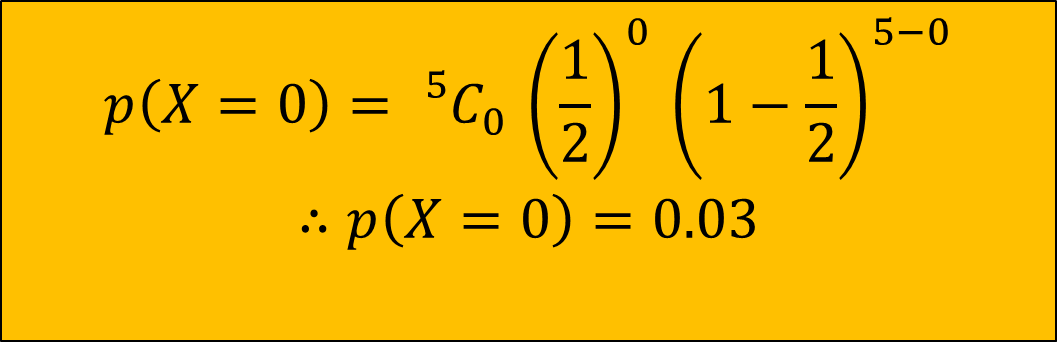 p(X = 0) = ⁵C₀ (1/2)⁰ (1 − 1/2)⁵⁻⁰
∴ p(X = 0) = 0.03